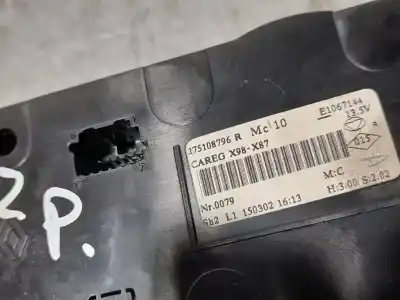 275108796 R Mc 10
E1067144
13.5V
CAREG X98-X87
013
M:C
Nr.0079
H:3.00 S:2.02
Sb2 L1 150302 16:13
P.